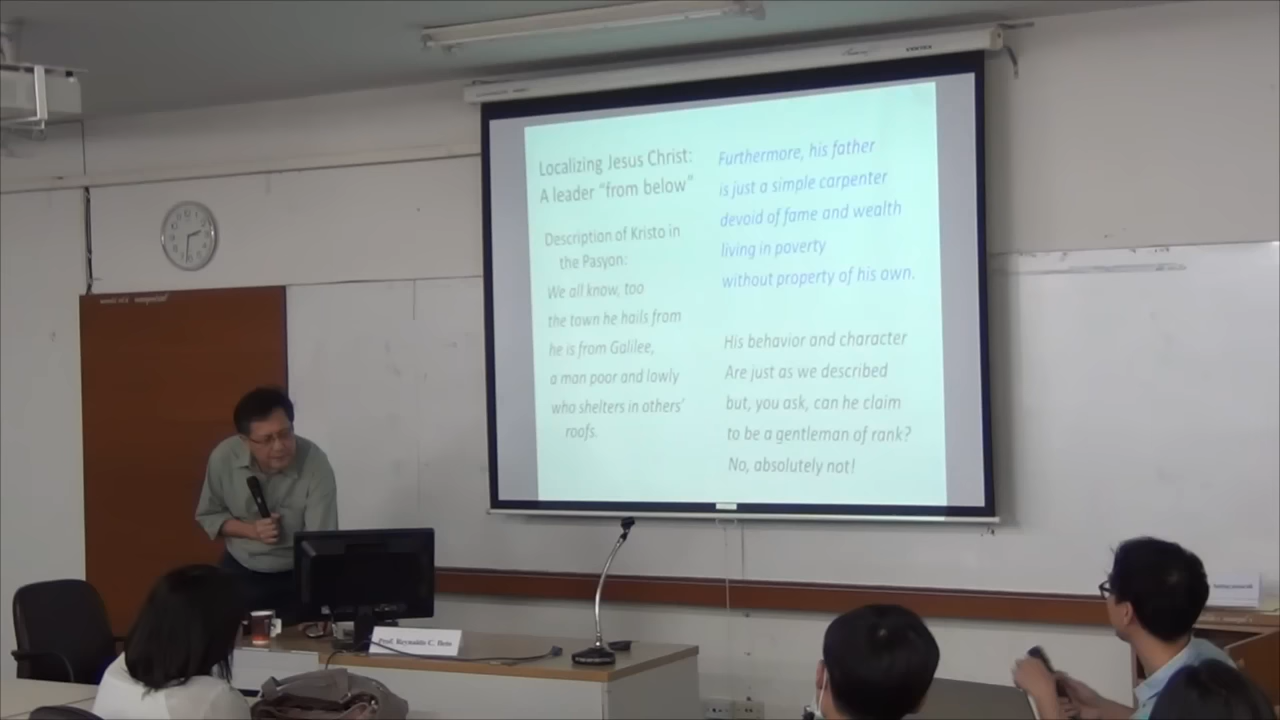 Localizing Jesus Christ:
A leader "from below"
Description of Kristo in
the Pasyon:
We all know, too
the town he hails from
he is from Galilee,
a man poor and lowly
who shelters in others'
roofs.
Furthermore, his father
is just a simple carpenter
devoid of fame and wealth
living in poverty
without property of his own.
His behavior and character
Are just as we described
but, you ask, can he claim
to be a gentleman of rank?
No, absolutely not!
Prof. Reynaldo C. Ileto